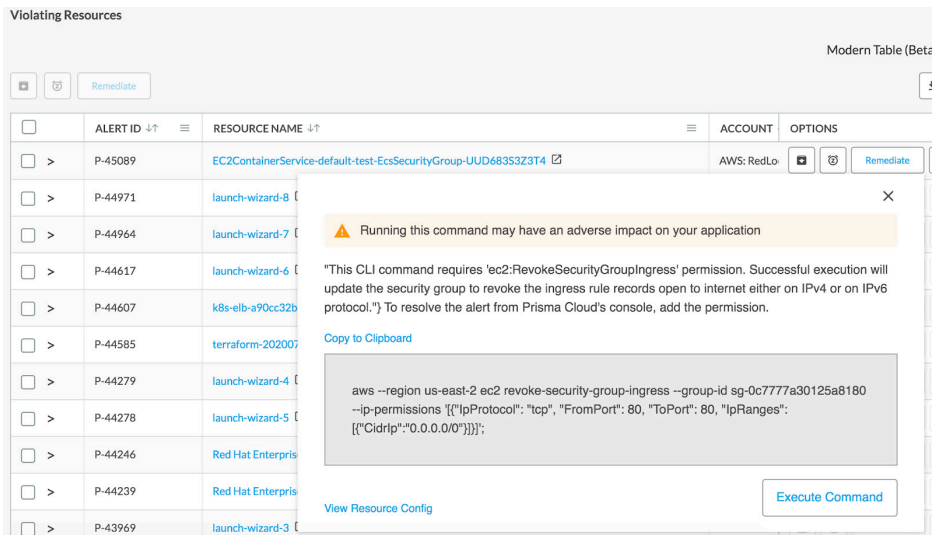 Violating Resources
Modern Table (Beta
Remediate
ALERT ID RESOURCE NAME ACCOUNT OPTIONS
P-45089 EC2ContainerService-default-test-EcsSecurityGroup-UUD683S3Z3T4 AWS: RedLo Remediate
P-44971 launch-wizard-8
P-44964 launch-wizard-7
P-44617 launch-wizard-6
P-44607 k8s-elb-a90cc32b
P-44585 terraform-202007
P-44279 launch-wizard-4
P-44278 launch-wizard-5
P-44246 Red Hat Enterpris
P-44239 Red Hat Enterpris
P-43969 launch-wizard-3
Running this command may have an adverse impact on your application
"This CLI command requires 'ec2:RevokeSecurityGroupIngress' permission. Successful execution will
update the security group to revoke the ingress rule records open to internet either on IPv4 or on IPv6
protocol."} To resolve the alert from Prisma Cloud's console, add the permission.
Copy to Clipboard
aws --region us-east-2 ec2 revoke-security-group-ingress --group-id sg-0c7777a30125a8180
--ip-permissions '[{"IpProtocol": "tcp", "FromPort": 80, "ToPort": 80, "IpRanges":
[{"CidrIp":"0.0.0.0/0"}]}]';
View Resource Config
Execute Command